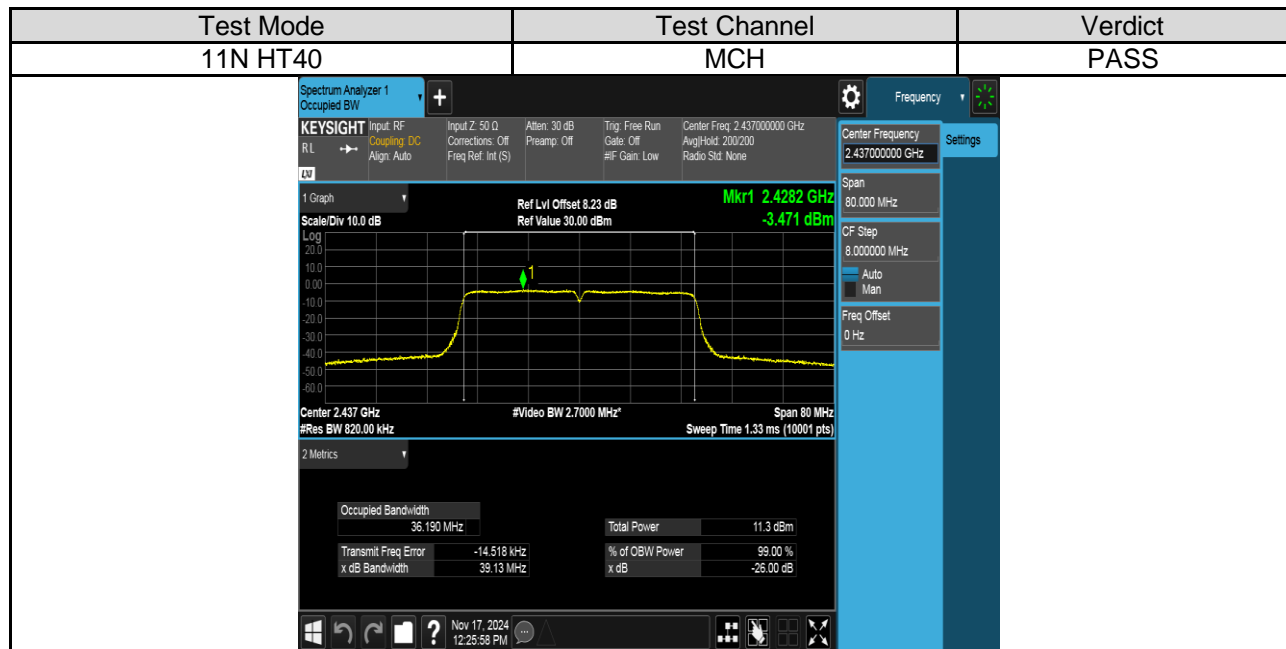 Test Mode Test Channel Verdict
11N HT40 MCH PASS
Spectrum Analyzer 1
Occupied BW
+
Frequency
KEYSIGHT Input: RF Input Z: 50 Ω Atten: 30 dB Trig: Free Run Center Freq: 2.437000000 GHz
RL Coupling: DC Corrections: Off Preamp: Off Gate: Off Avg|Hold: 200/200
Align: Auto Freq Ref: Int (S) #IF Gain: Low Radio Std: None
LXI
Center Frequency
2.437000000 GHz
Settings
Span
80.000 MHz
CF Step
8.000000 MHz
Auto
Man
Freq Offset
0 Hz
1 Graph Ref Lvl Offset 8.23 dB Mkr1 2.4282 GHz
Scale/Div 10.0 dB Ref Value 30.00 dBm -3.471 dBm
Log
20.0
10.0
0.00
-10.0
-20.0
-30.0
-40.0
-50.0
-60.0
1
Center 2.437 GHz #Video BW 2.7000 MHz* Span 80 MHz
#Res BW 820.00 kHz Sweep Time 1.33 ms (10001 pts)
2 Metrics
Occupied Bandwidth
36.190 MHz Total Power 11.3 dBm
Transmit Freq Error -14.518 kHz % of OBW Power 99.00 %
x dB Bandwidth 39.13 MHz x dB -26.00 dB
? Nov 17, 2024
12:25:58 PM